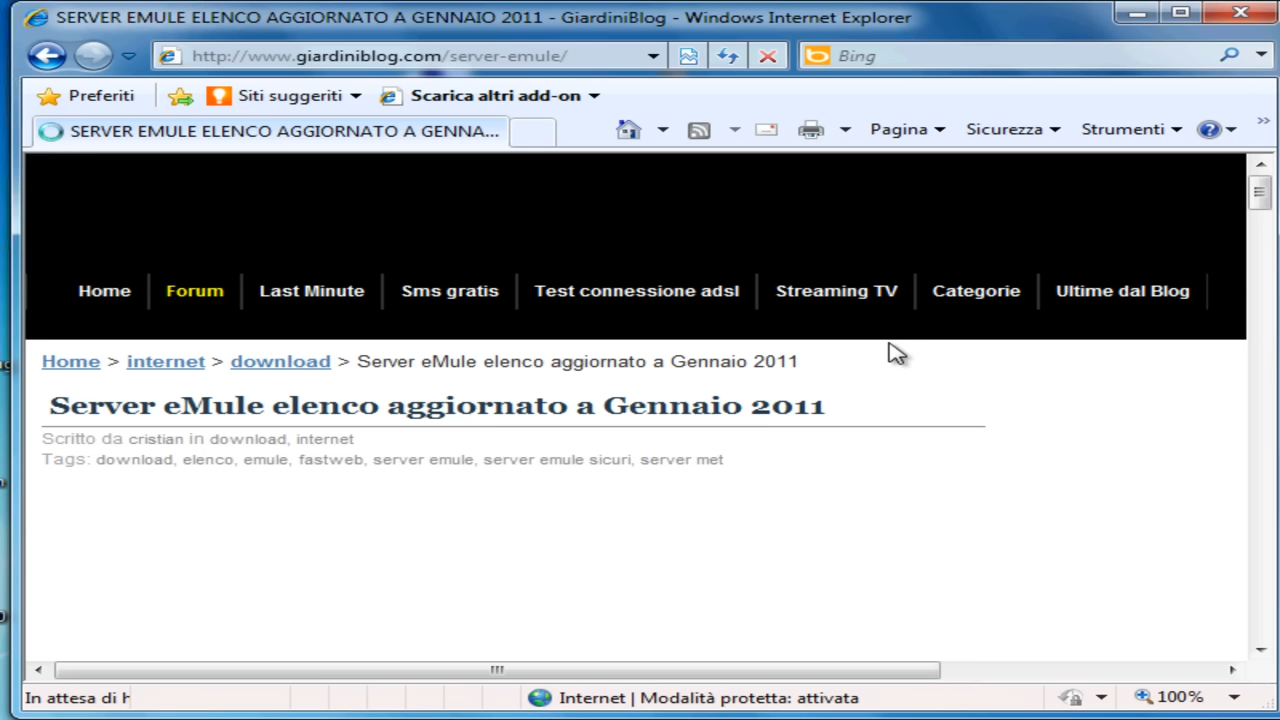 SERVER EMULE ELENCO AGGIORNATO A GENNAIO 2011 - GiardiniBlog - Windows Internet Explorer
http://www.giardiniblog.com/server-emule/ Bing
Preferiti Siti suggeriti Scarica altri add-on
SERVER EMULE ELENCO AGGIORNATO A GENNA... Pagina Sicurezza Strumenti
Home Forum Last Minute Sms gratis Test connessione adsl Streaming TV Categorie Ultime dal Blog
Home > internet > download > Server eMule elenco aggiornato a Gennaio 2011
Server eMule elenco aggiornato a Gennaio 2011
Scritto da cristian in download, internet
Tags: download, elenco, emule, fastweb, server emule, server emule sicuri, server met
In attesa di Internet | Modalità protetta: attivata 100%